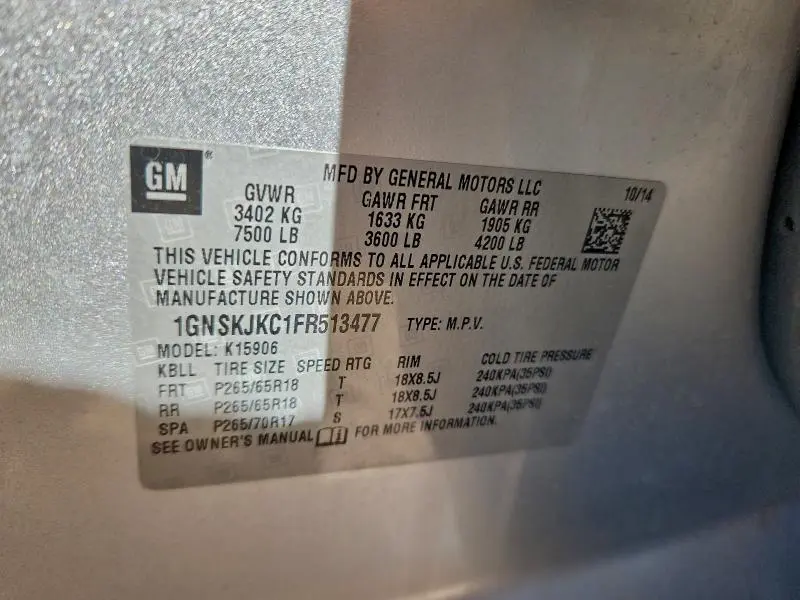 GM ®
MFD BY GENERAL MOTORS LLC 10/14
GVWR GAWR FRT GAWR RR
3402 KG 1633 KG 1905 KG
7500 LB 3600 LB 4200 LB
THIS VEHICLE CONFORMS TO ALL APPLICABLE U.S. FEDERAL MOTOR
VEHICLE SAFETY STANDARDS IN EFFECT ON THE DATE OF
MANUFACTURE SHOWN ABOVE.
1GNSKJKC1FR513477 TYPE: M.P.V.
MODEL: K15906
KBLL TIRE SIZE SPEED RTG RIM COLD TIRE PRESSURE
FRT P265/65R18 T 18X8.5J 240KPA(35PSI)
RR P265/65R18 T 18X8.5J 240KPA(35PSI)
SPA P265/70R17 S 17X7.5J 240KPA(35PSI)
SEE OWNER'S MANUAL FOR MORE INFORMATION.